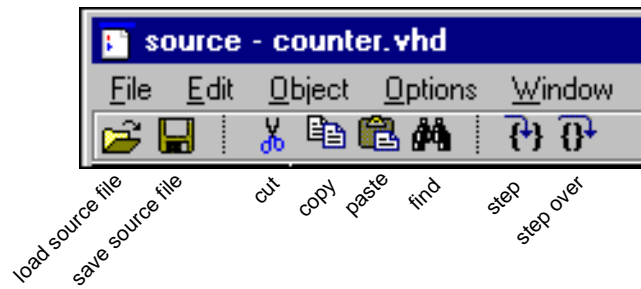 source - counter.vhd
File Edit Object Options Window
load source file
save source file
cut
copy
paste
find
step
step over